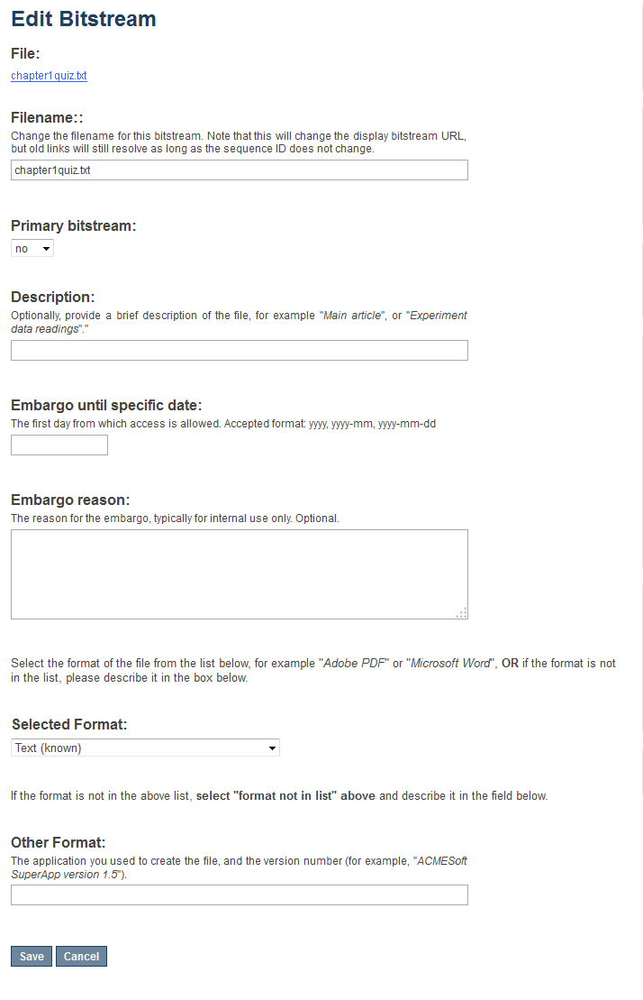 Edit Bitstream
File:
chapter1quiz.txt
Filename::
Change the filename for this bitstream. Note that this will change the display bitstream URL,
but old links will still resolve as long as the sequence ID does not change.
chapter1quiz.txt
Primary bitstream:
no
Description:
Optionally, provide a brief description of the file, for example "Main article", or "Experiment
data readings"."
Embargo until specific date:
The first day from which access is allowed. Accepted format: yyyy, yyyy-mm, yyyy-mm-dd
Embargo reason:
The reason for the embargo, typically for internal use only. Optional.
Select the format of the file from the list below, for example "Adobe PDF" or "Microsoft Word", OR if the format is not
in the list, please describe it in the box below.
Selected Format:
Text (known)
If the format is not in the above list, select "format not in list" above and describe it in the field below.
Other Format:
The application you used to create the file, and the version number (for example, "ACMESoft
SuperApp version 1.5").
Save Cancel